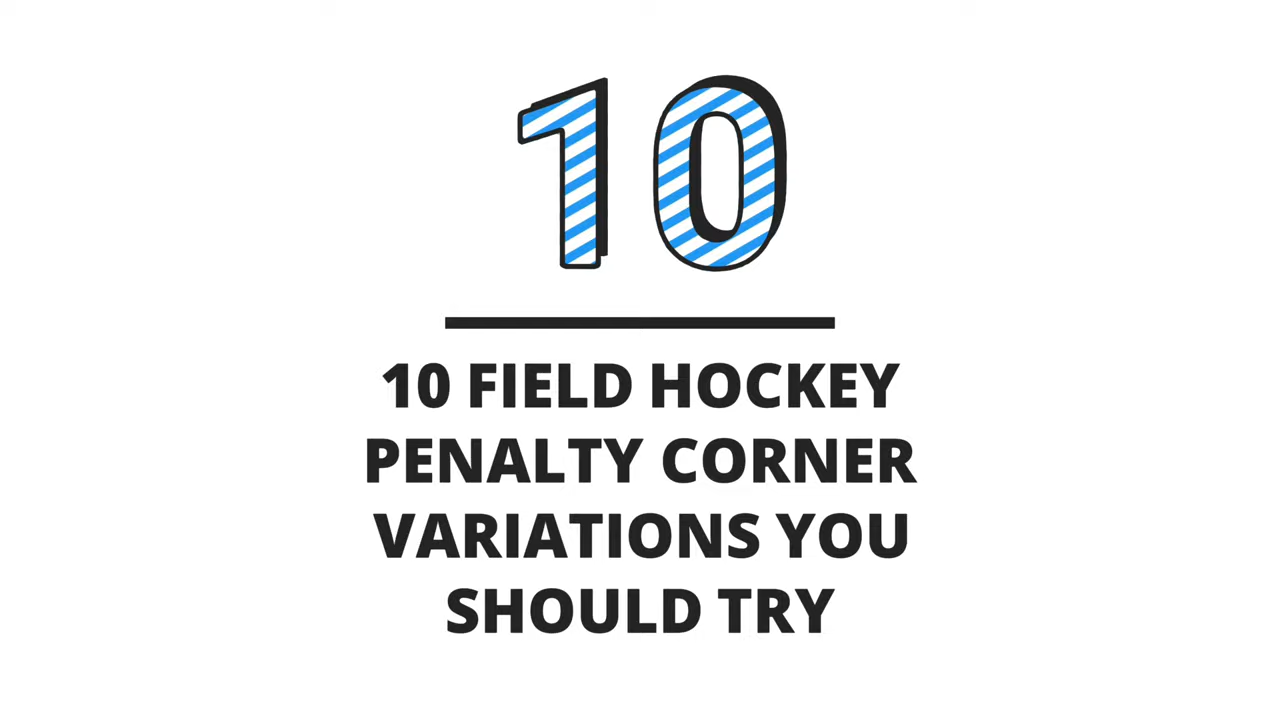 10
10 FIELD HOCKEY
PENALTY CORNER
VARIATIONS YOU
SHOULD TRY